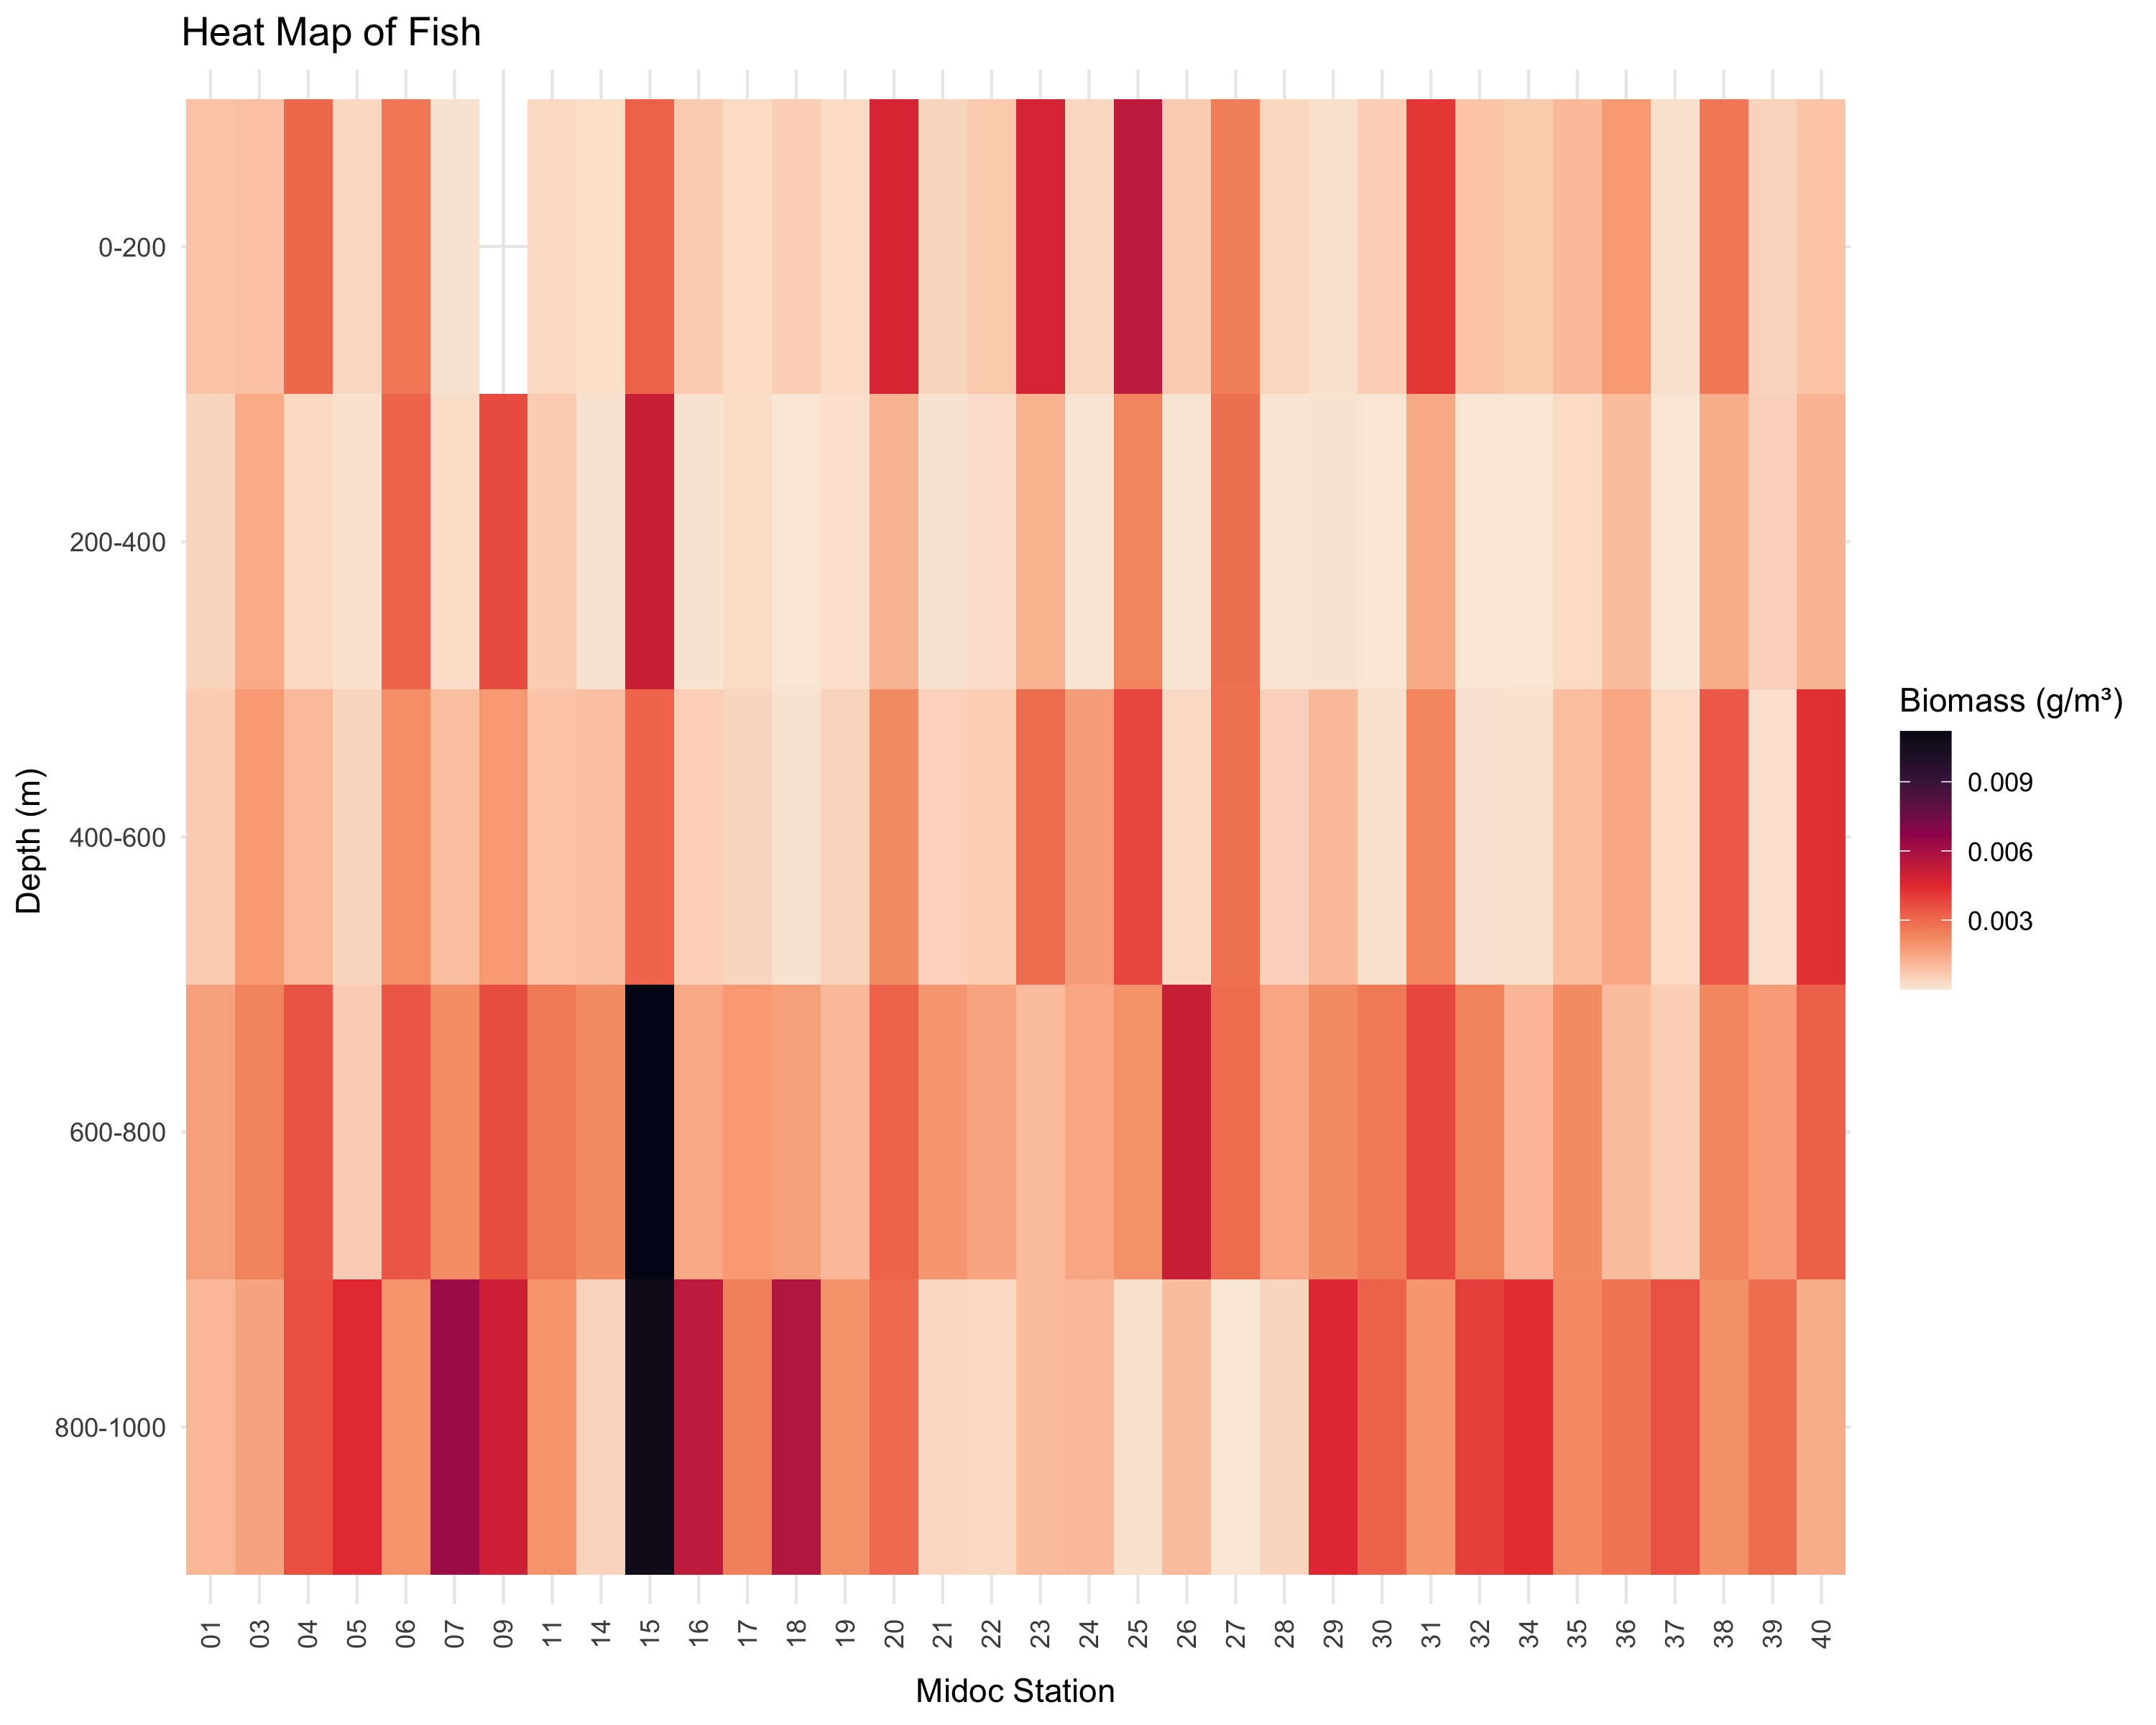 Heat Map of Fish
Depth (m)
0-200
200-400
400-600
600-800
800-1000
01 03 04 05 06 07 09 11 14 15 16 17 18 19 20 21 22 23 24 25 26 27 28 29 30 31 32 34 35 36 37 38 39 40
Midoc Station
Biomass (g/m³)
0.009
0.006
0.003